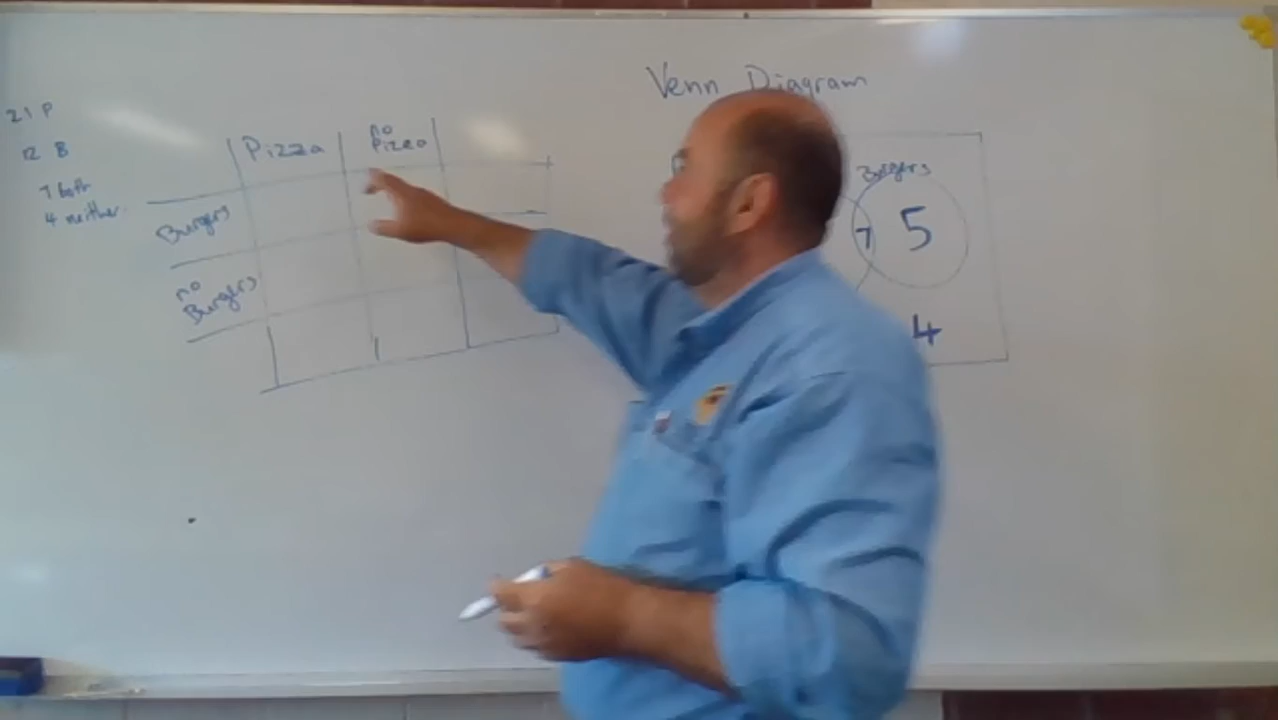 Venn Diagram
21 P
12 B
7 both
4 neither.
Pizza
no
Pizza
Burgers
no
Burgers
Burgers
7
5
4